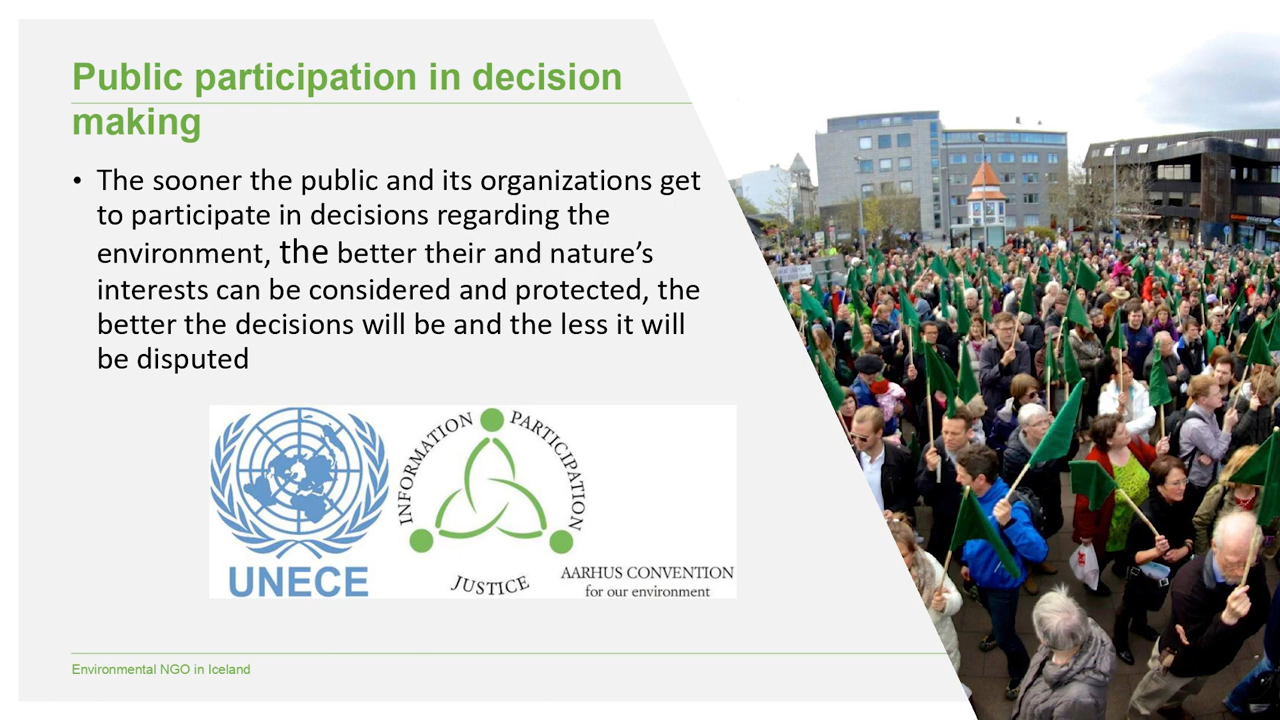 Public participation in decision
making
• The sooner the public and its organizations get
to participate in decisions regarding the
environment, the better their and nature’s
interests can be considered and protected, the
better the decisions will be and the less it will
be disputed
INFORMATION
PARTICIPATION
JUSTICE
UNECE
AARHUS CONVENTION
for our environment
Environmental NGO in Iceland